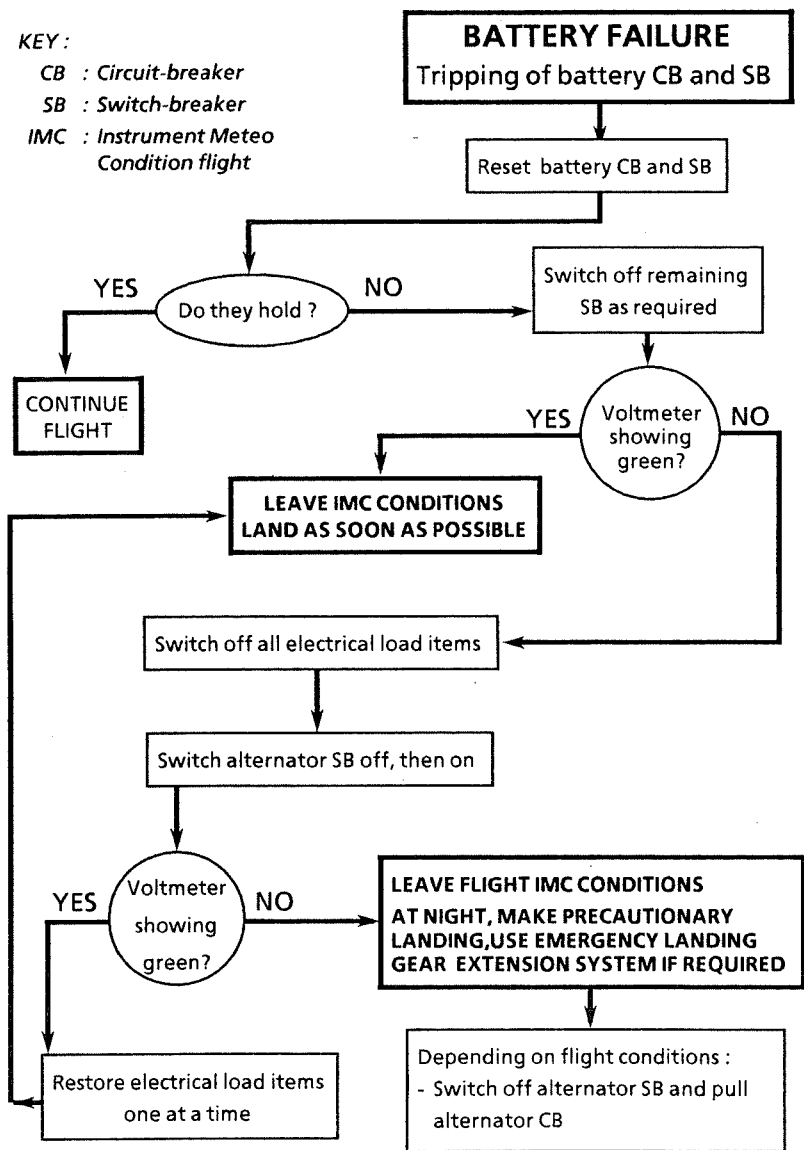 KEY :
CB : Circuit-breaker
SB : Switch-breaker
IMC : Instrument Meteo
Condition flight
BATTERY FAILURE
Tripping of battery CB and SB
Reset battery CB and SB
Do they hold ?
YES
NO
CONTINUE
FLIGHT
Switch off remaining
SB as required
Voltmeter
showing
green?
YES
NO
LEAVE IMC CONDITIONS
LAND AS SOON AS POSSIBLE
Switch off all electrical load items
Switch alternator SB off, then on
Voltmeter
showing
green?
YES
NO
Restore electrical load items
one at a time
LEAVE FLIGHT IMC CONDITIONS
AT NIGHT, MAKE PRECAUTIONARY
LANDING,USE EMERGENCY LANDING
GEAR EXTENSION SYSTEM IF REQUIRED
Depending on flight conditions :
- Switch off alternator SB and pull
alternator CB